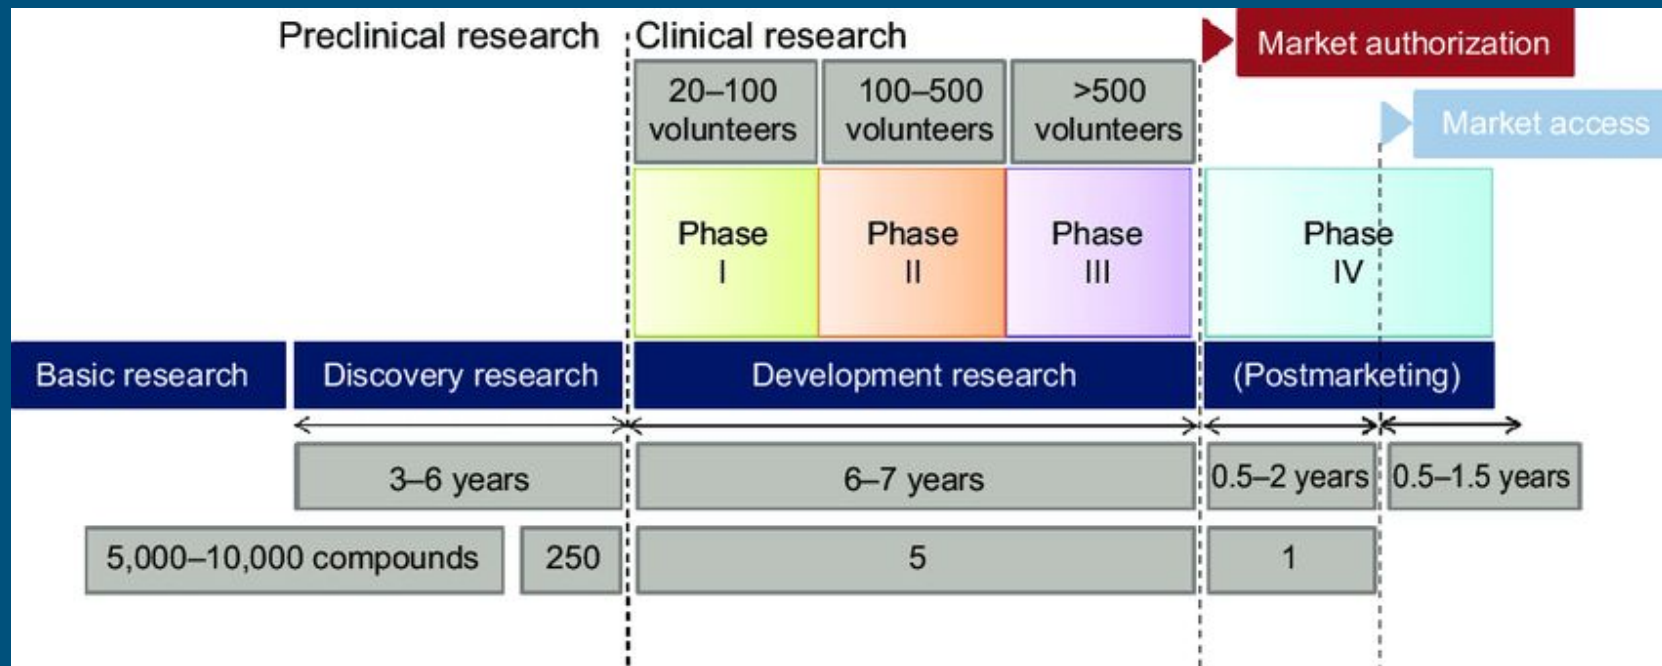 Preclinical research
Clinical research
Market authorization
Market access
20–100
volunteers
100–500
volunteers
>500
volunteers
Phase
I
Phase
II
Phase
III
Phase
IV
Basic research
Discovery research
Development research
(Postmarketing)
3–6 years
6–7 years
0.5–2 years
0.5–1.5 years
5,000–10,000 compounds
250
5
1